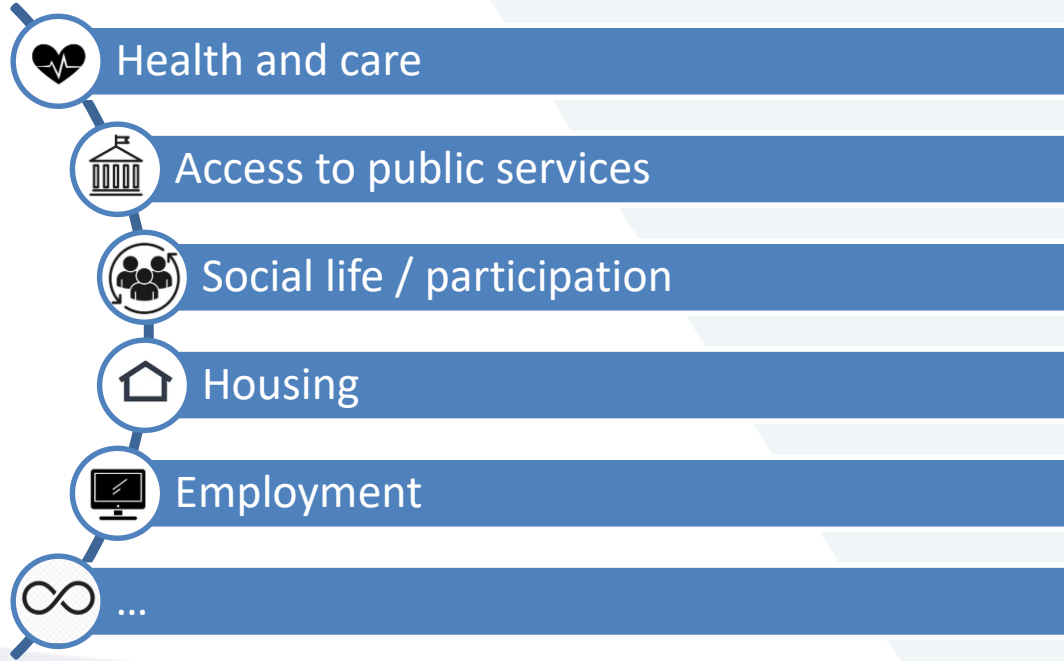 Health and care
Access to public services
Social life / participation
Housing
Employment
...